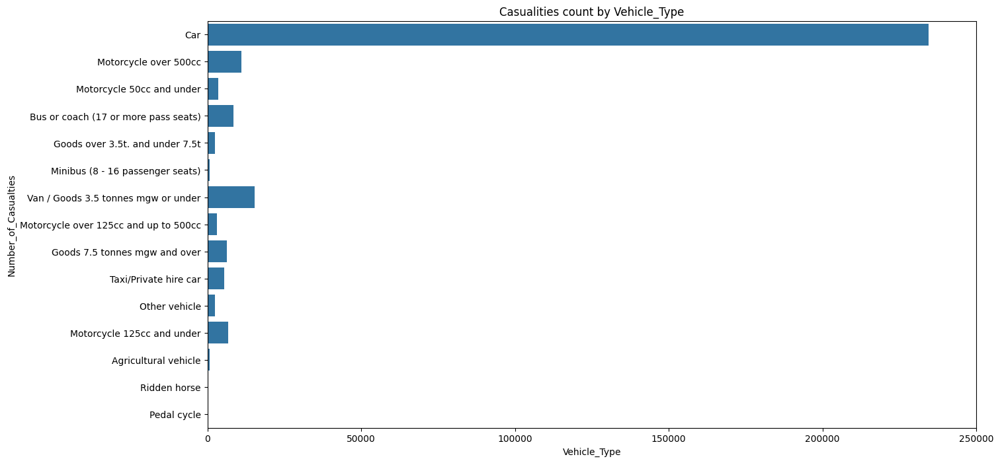 Casualities count by Vehicle_Type
Number_of_Casualties
Car
Motorcycle over 500cc
Motorcycle 50cc and under
Bus or coach (17 or more pass seats)
Goods over 3.5t. and under 7.5t
Minibus (8 - 16 passenger seats)
Van / Goods 3.5 tonnes mgw or under
Motorcycle over 125cc and up to 500cc
Goods 7.5 tonnes mgw and over
Taxi/Private hire car
Other vehicle
Motorcycle 125cc and under
Agricultural vehicle
Ridden horse
Pedal cycle
0 50000 100000 150000 200000 250000
Vehicle_Type